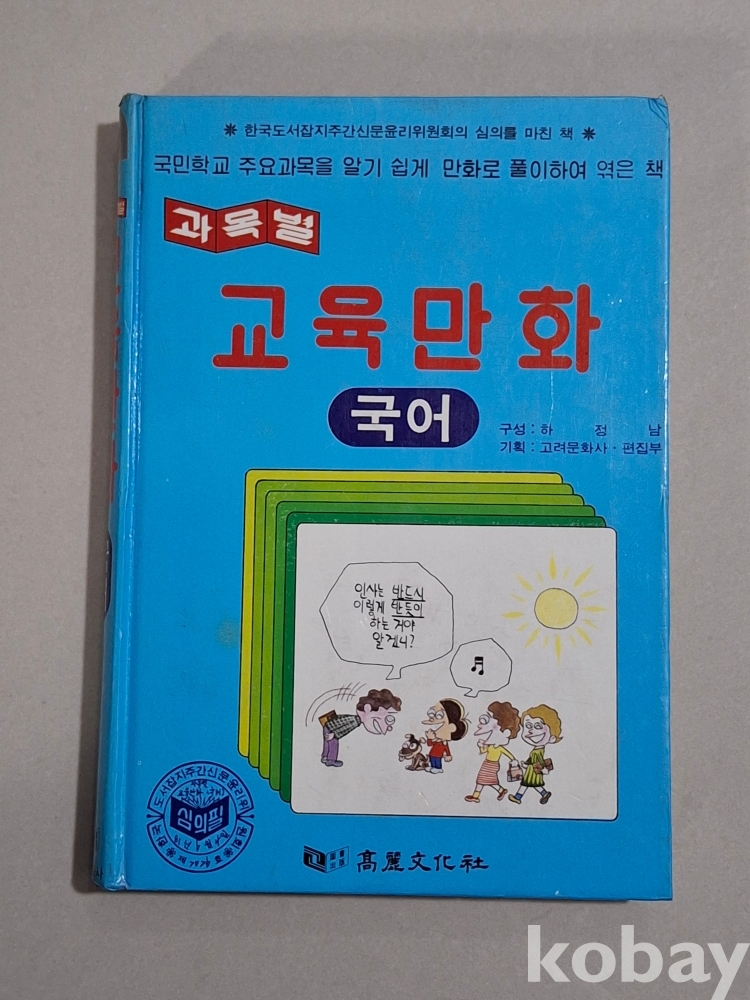 ✳ 한국도서잡지주간신문윤리위원회의 심의를 마친 책 ✳
국민학교 주요과목을 알기 쉽게 만화로 풀이하여 엮은 책
과목별
교육만화
국어
구성 : 하 정 남
기획 : 고려문화사 · 편집부
인사는 반드시
이렇게 반듯이
하는 거야
알겠니?
심의필
高麗文化社
kobay